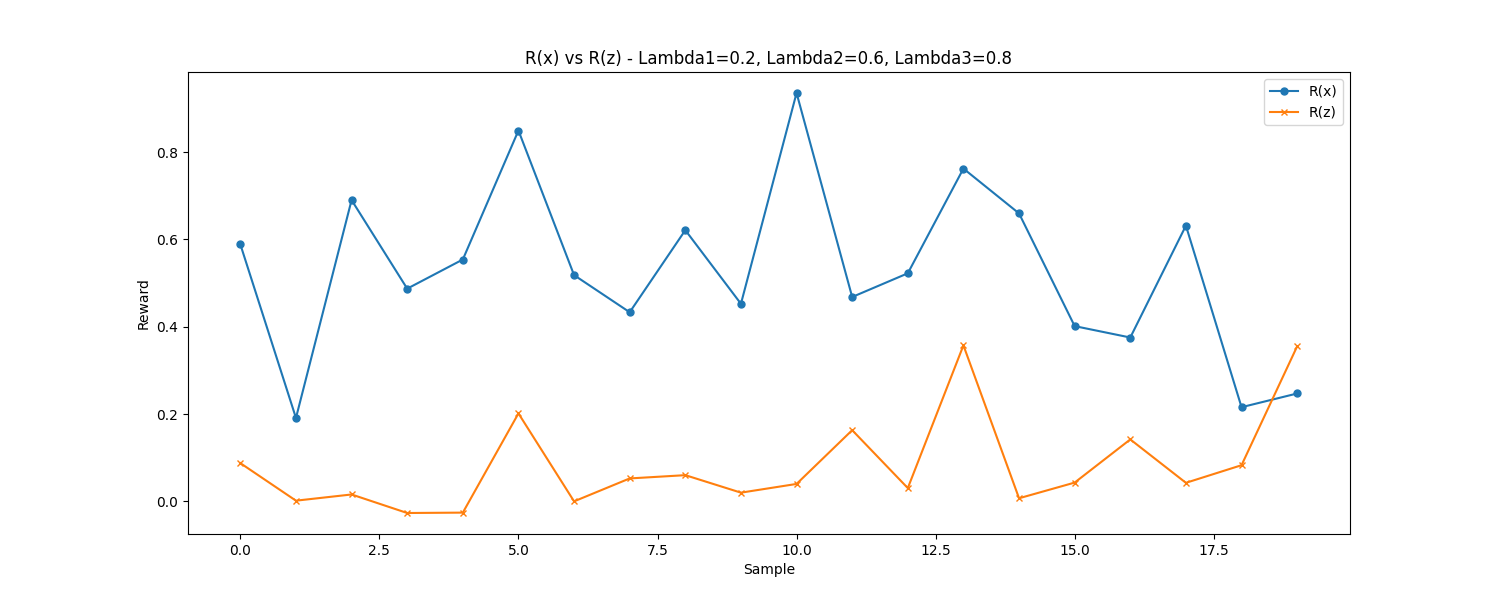 R(x) vs R(z) - Lambda1=0.2, Lambda2=0.6, Lambda3=0.8
R(x)
R(z)
0.8
0.6
0.4
0.2
0.0
Reward
0.0 2.5 5.0 7.5 10.0 12.5 15.0 17.5
Sample